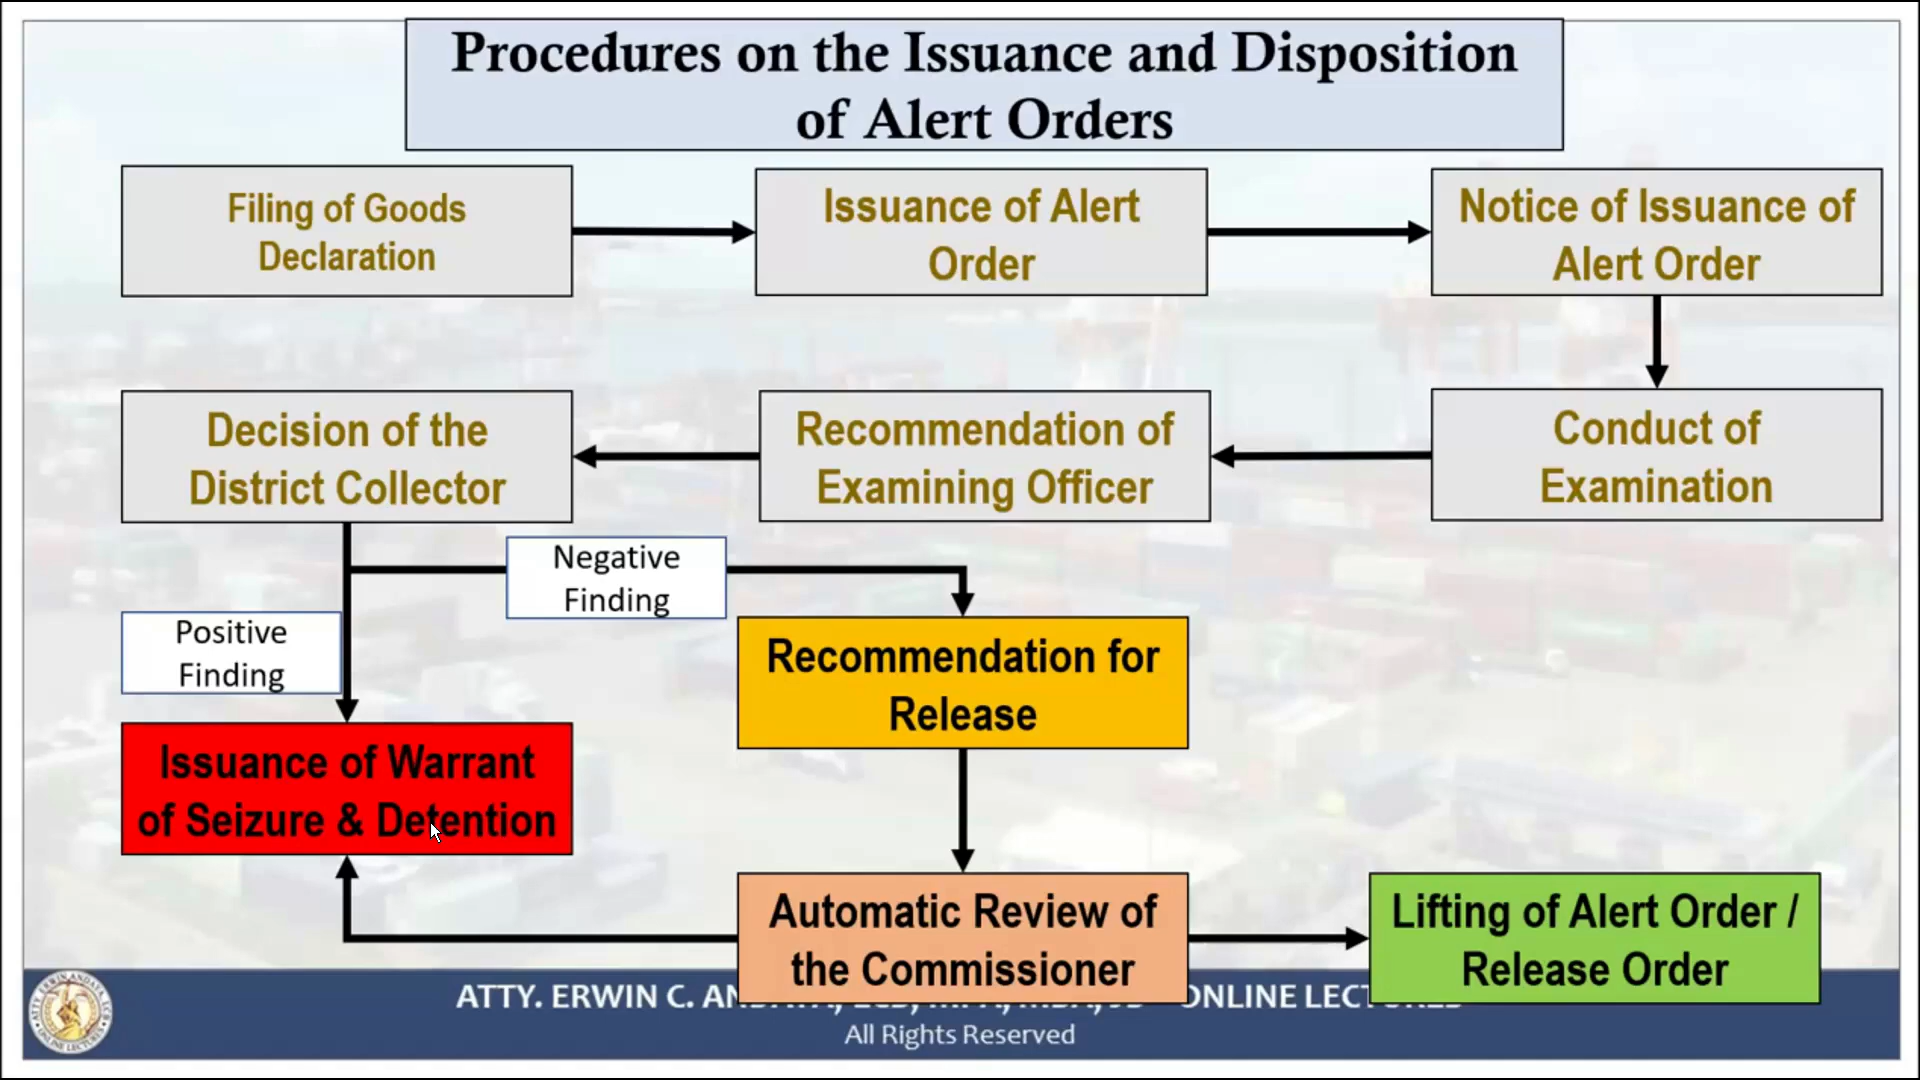 Procedures on the Issuance and Disposition
of Alert Orders
Filing of Goods
Declaration
Issuance of Alert
Order
Notice of Issuance of
Alert Order
Decision of the
District Collector
Recommendation of
Examining Officer
Conduct of
Examination
Negative
Finding
Positive
Finding
Recommendation for
Release
Issuance of Warrant
of Seizure & Detention
Automatic Review of
the Commissioner
Lifting of Alert Order /
Release Order
ATTY. ERWIN C. ONLINE LECTURES
All Rights Reserved